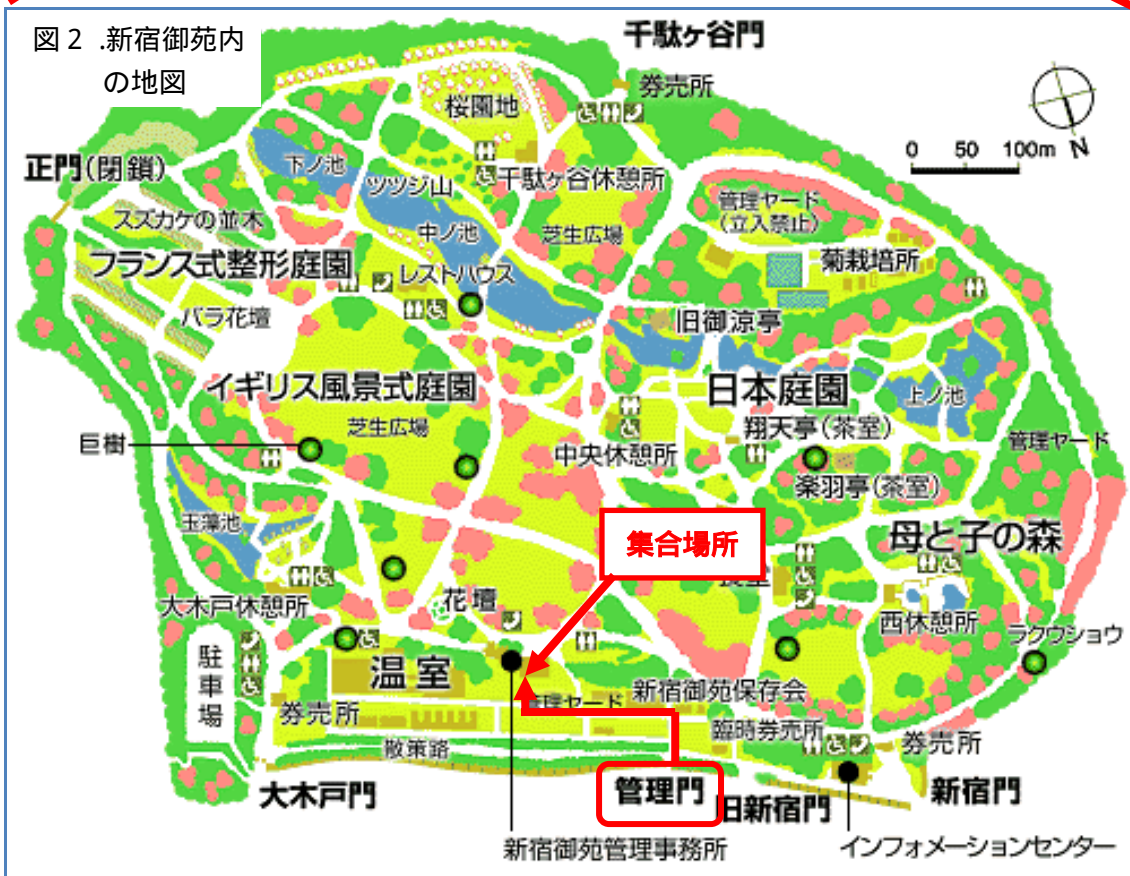 図２ .新宿御苑内
の地図
千駄ヶ谷門
券売所
桜園地
0 50 100m N
正門(閉鎖)
下ノ池
ツツジ山
千駄ヶ谷休憩所
管理ヤード
(立入禁止)
スズカケの並木
中ノ池
芝生広場
菊栽培所
フランス式整形庭園
レストハウス
バラ花壇
旧御涼亭
イギリス風景式庭園
日本庭園
上ノ池
芝生広場
翔天亭(茶室)
巨樹
中央休憩所
管理ヤード
楽羽亭(茶室)
玉藻池
集合場所
母と子の森
大木戸休憩所
花壇
西休憩所
ラクウショウ
駐車場
温室
管理ヤード
新宿御苑保存会
券売所
臨時券売所
券売所
散策路
大木戸門
管理門
旧新宿門
新宿門
新宿御苑管理事務所
インフォメーションセンター